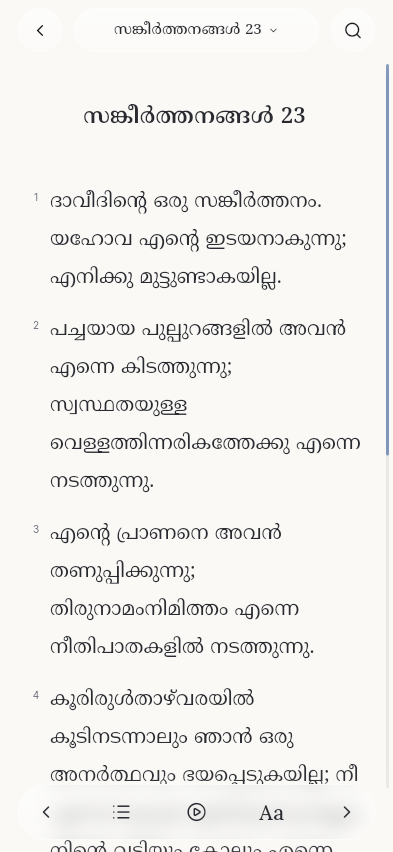 സങ്കീർത്തനങ്ങൾ 23
സങ്കീർത്തനങ്ങൾ 23
1 ദാവീദിന്റെ ഒരു സങ്കീർത്തനം.
യഹോവ എന്റെ ഇടയനാകുന്നു;
എനിക്കു മുട്ടുണ്ടാകയില്ല.
2 പച്ചയായ പുല്പുറങ്ങളിൽ അവൻ
എന്നെ കിടത്തുന്നു;
സ്വസ്ഥതയുള്ള
വെള്ളത്തിന്നരികത്തേക്കു എന്നെ
നടത്തുന്നു.
3 എന്റെ പ്രാണനെ അവൻ
തണുപ്പിക്കുന്നു;
തിരുനാമംനിമിത്തം എന്നെ
നീതിപാതകളിൽ നടത്തുന്നു.
4 കൂരിരുൾതാഴ്‌വരയിൽ
കൂടിനടന്നാലും ഞാൻ ഒരു
അനർത്ഥവും ഭയപ്പെടുകയില്ല; നീ
Aa
നിന്റെ വടിയും കോലും എന്നെ